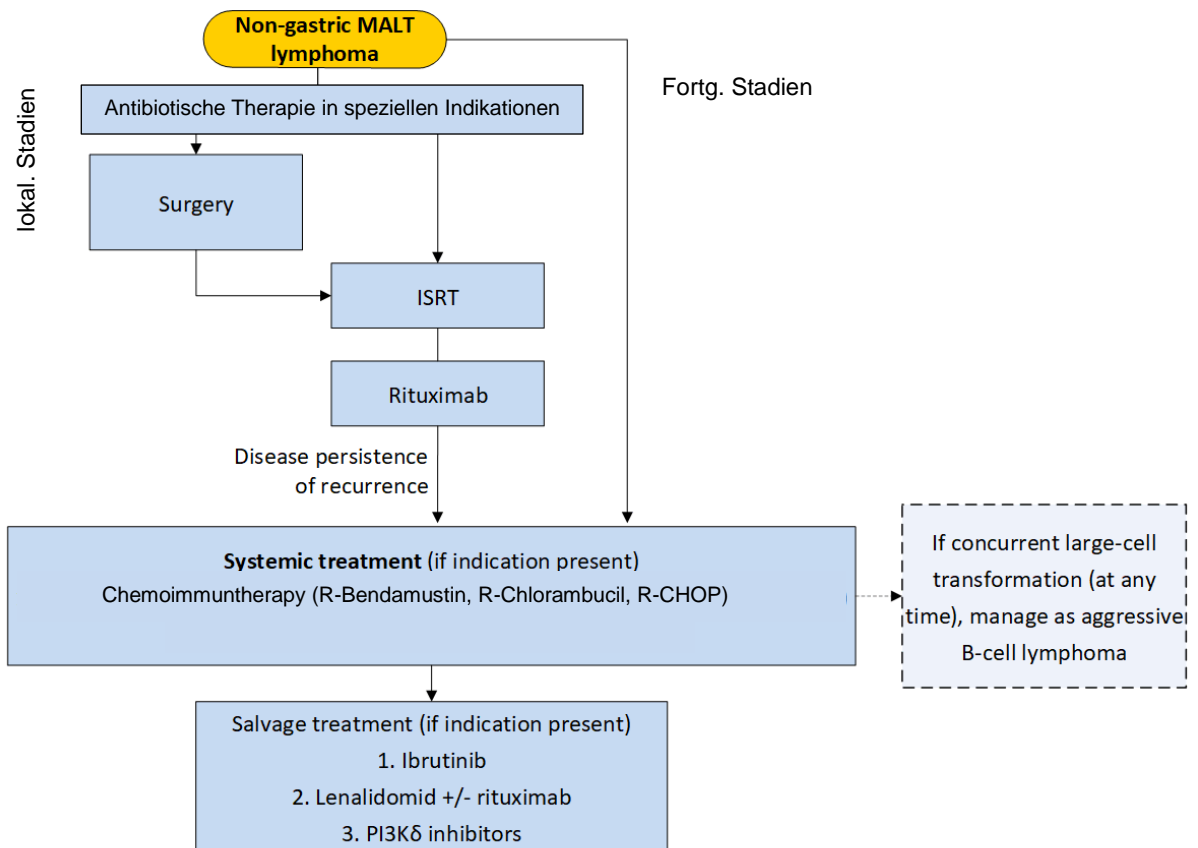 Non-gastric MALT
lymphoma
Fortg. Stadien
Antibiotische Therapie in speziellen Indikationen
lokal. Stadien
Surgery
ISRT
Rituximab
Disease persistence
of recurrence
Systemic treatment (if indication present)
Chemoimmuntherapy (R-Bendamustin, R-Chlorambucil, R-CHOP)
)
If concurrent large-cell
transformation (at any
time), manage as aggressive
B-cell lymphoma
Salvage treatment (if indication present)
1. Ibrutinib
2. Lenalidomid +/- rituximab
3. PI3Kδ inhibitors